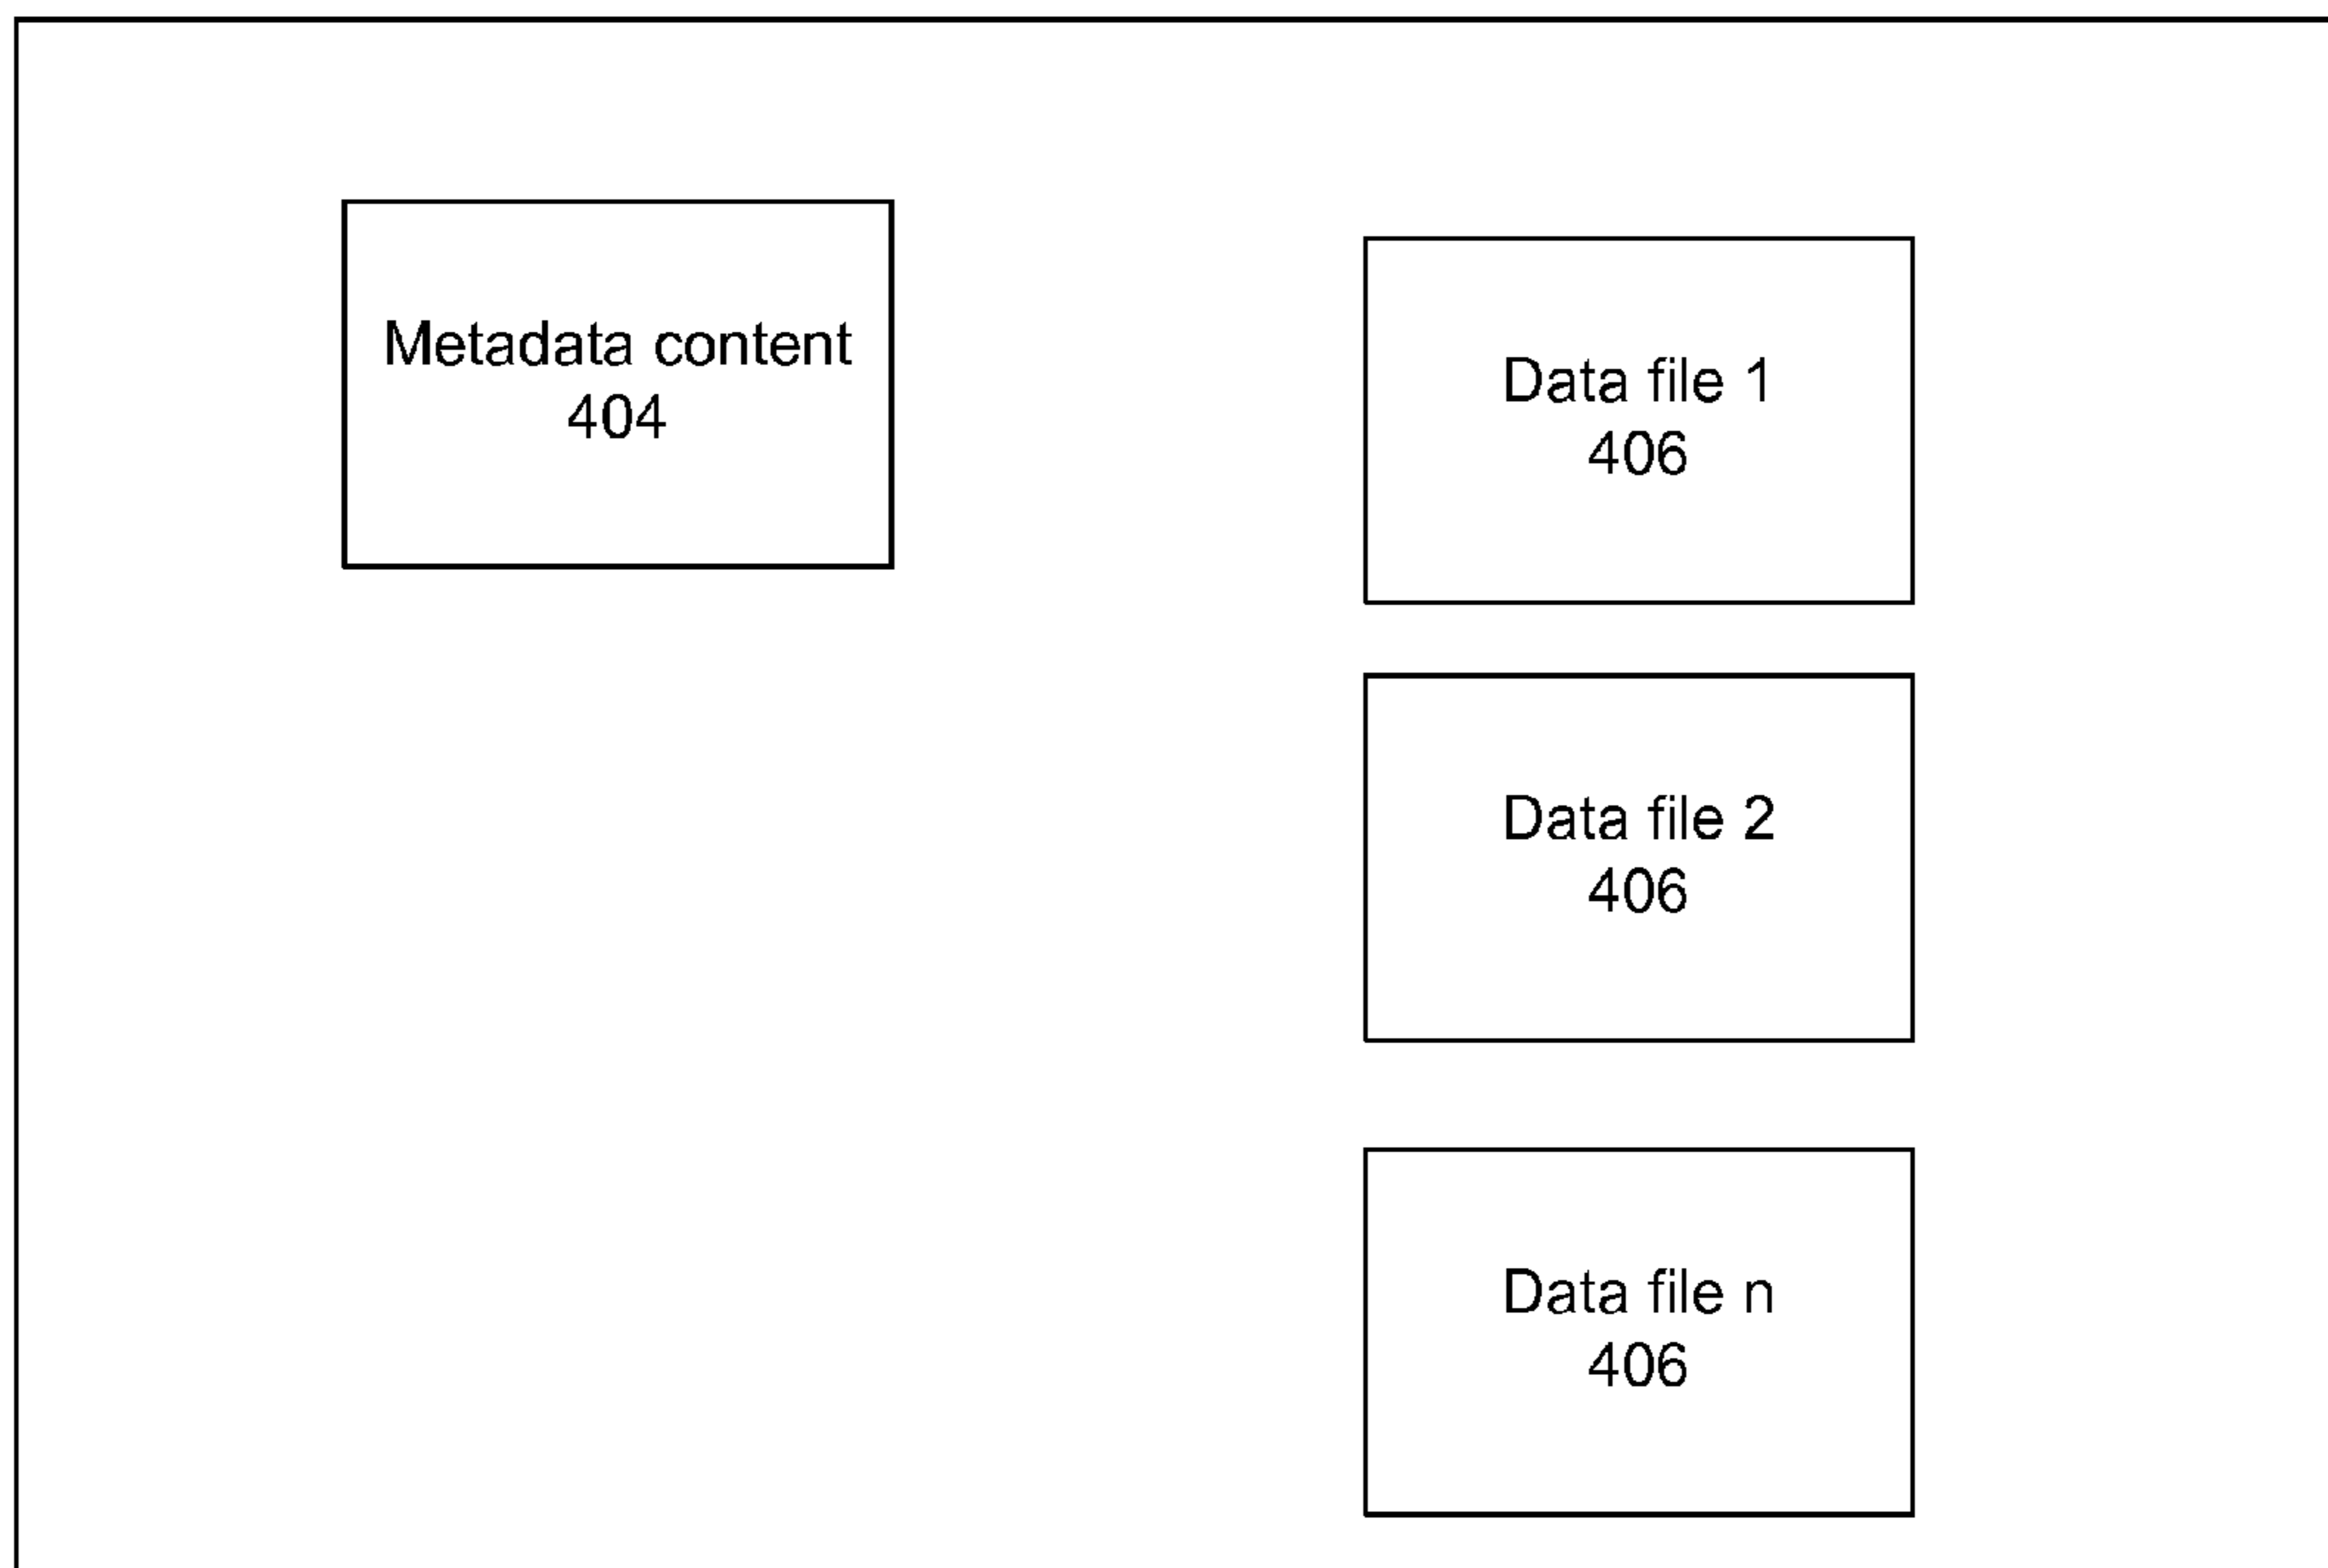 Metadata content
404
Data file 1
406
Data file 2
406
Data file n
406